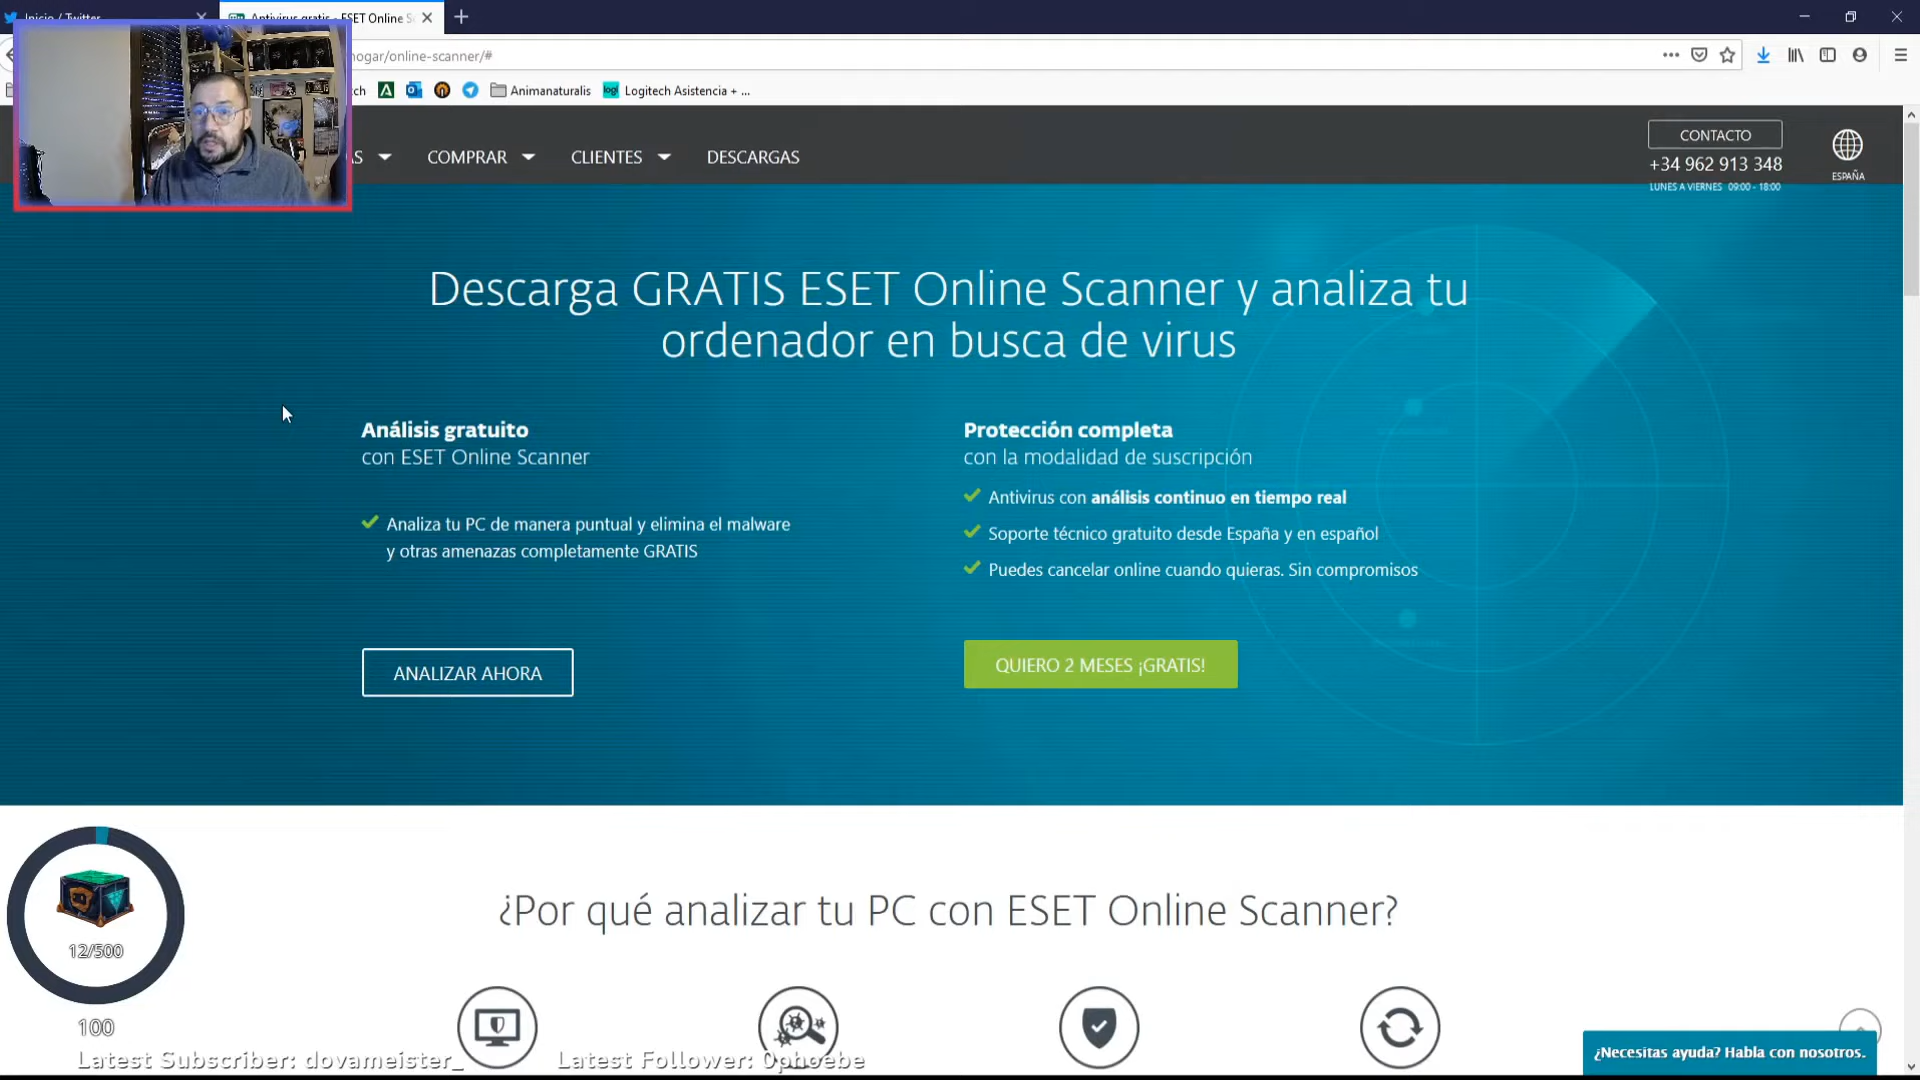 Inicio / Twitter
Antivirus gratis - ESET Online S
hogar/online-scanner/#
Animanaturalis
Logitech Asistencia + ...
COMPRAR
CLIENTES
DESCARGAS
CONTACTO
+34 962 913 348
LUNES A VIERNES 09:00 - 18:00
ESPAÑA
Descarga GRATIS ESET Online Scanner y analiza tu
ordenador en busca de virus
Análisis gratuito
con ESET Online Scanner
Analiza tu PC de manera puntual y elimina el malware
y otras amenazas completamente GRATIS
ANALIZAR AHORA
Protección completa
con la modalidad de suscripción
Antivirus con análisis continuo en tiempo real
Soporte técnico gratuito desde España y en español
Puedes cancelar online cuando quieras. Sin compromisos
QUIERO 2 MESES ¡GRATIS!
¿Por qué analizar tu PC con ESET Online Scanner?
12/500
100
Latest Subscriber: dovameister_
Latest Follower: 0phoebe
¿Necesitas ayuda? Habla con nosotros.